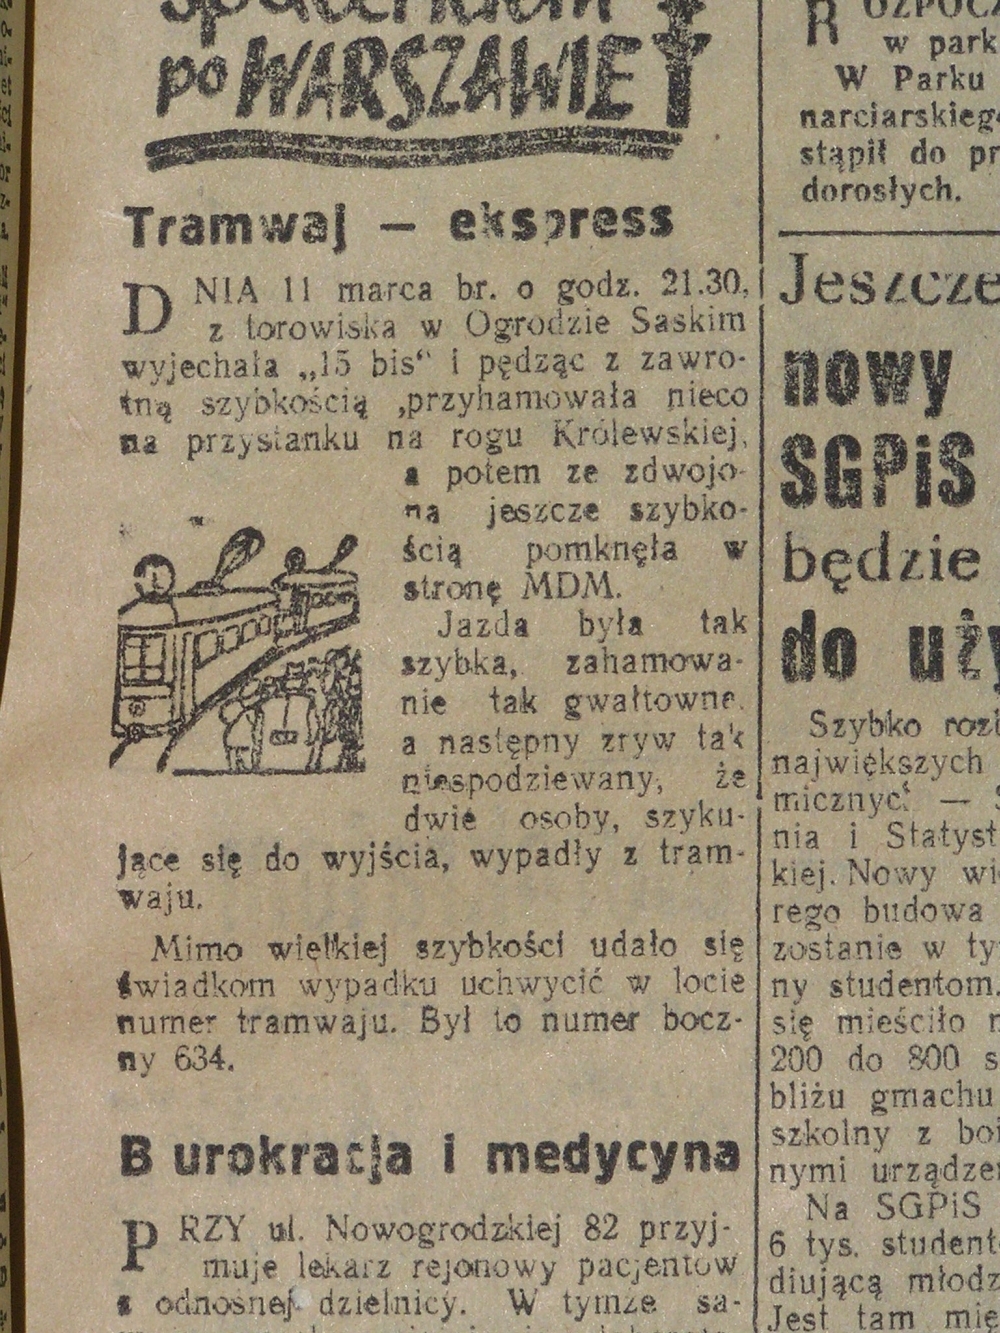 spacerkiem
po WARSZAWIE
Tramwaj — ekspress
DNIA 11 marca br. o godz. 21.30,
z torowiska w Ogrodzie Saskim
wyjechała „15 bis“ i pędząc z zawro-
tną szybkością ,przyhamowała nieco
na przystanku na rogu Królewskiej,
a potem ze zdwojo-
ną jeszcze szybko-
ścią pomknęła w
stronę MDM.
Jazda była tak
szybka, zahamowa-
nie tak gwałtowne,
a następny zryw tak
niespodziewany, że
dwie osoby, szyku-
jące się do wyjścia, wypadły z tram-
waju.
Mimo wielkiej szybkości udało się
świadkom wypadku uchwycić w locie
numer tramwaju. Był to numer bocz-
ny 634.
Burokracja i medycyna
PRZY ul. Nowogrodzkiej 82 przyj-
muje lekarz rejonowy pacjentów
z odnośnej dzielnicy. W tymże sa-
w park
W Parku
narciarskieg
stąpił do pr
dorosłych.
Jeszcze
nowy
SGPiS
będzie
do uży
Szybko
największych
micznych —
nia i Statyst
kiej. Nowy wi
rego budowa
zostanie w ty
ny studentom.
się mieściło
200 do 800 s
bliżu gmachu
szkolny z boi
nymi urządze
Na SGPiS
6 tys. student
diującą młodz
Jest tam mię